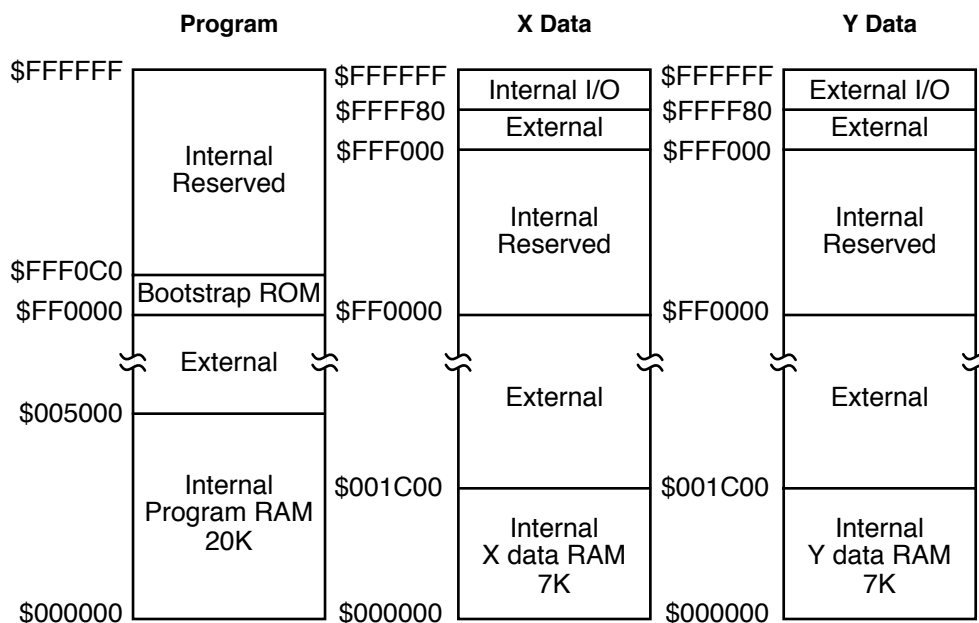 Program
X Data
Y Data
$FFFFFF
Internal
Reserved
$FFF0C0
Bootstrap ROM
$FF0000
External
$005000
Internal
Program RAM
20K
$000000
$FFFFFF
Internal I/O
$FFFF80
External
$FFF000
Internal
Reserved
$FF0000
External
$001C00
Internal
X data RAM
7K
$000000
$FFFFFF
External I/O
$FFFF80
External
$FFF000
Internal
Reserved
$FF0000
External
$001C00
Internal
Y data RAM
7K
$000000